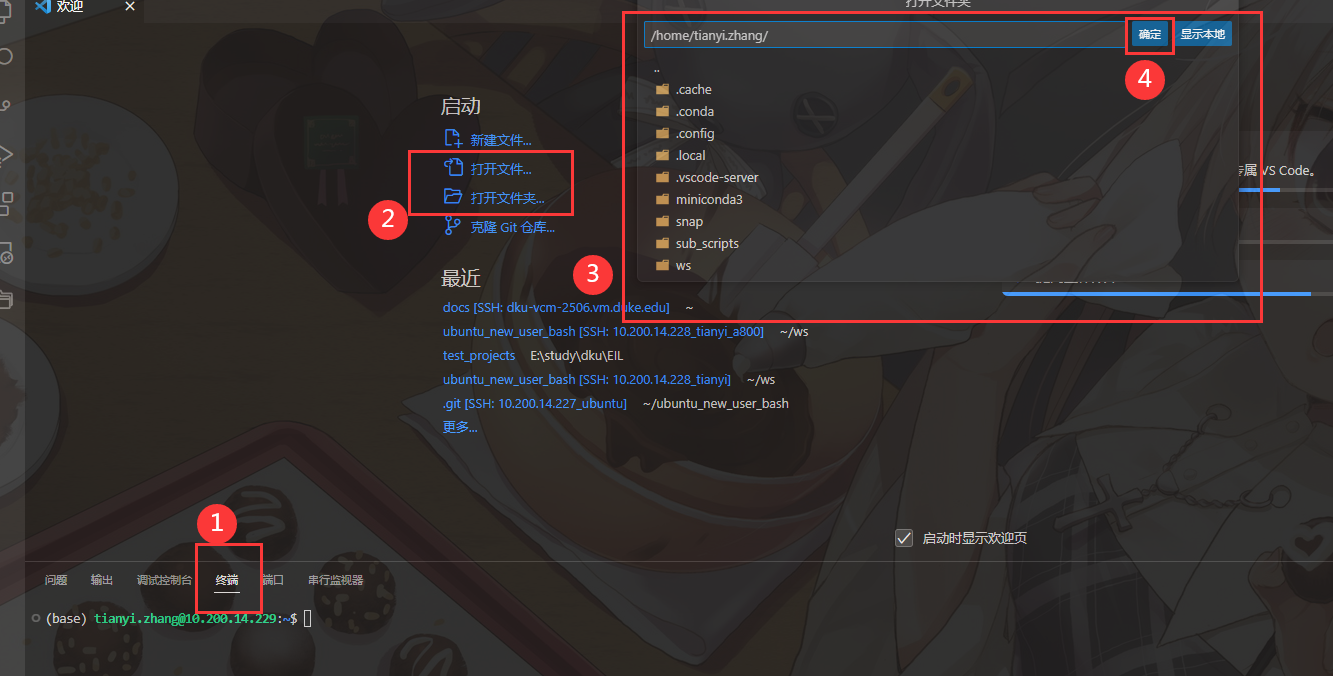 欢迎
打开文件夹
/home/tianyi.zhang/
确定
显示本地
4
..
.cache
.conda
.config
.local
.vscode-server
miniconda3
snap
sub_scripts
ws
启动
新建文件...
打开文件...
打开文件夹...
克隆 Git 仓库...
2
专属 VS Code。
3
最近
docs [SSH: dku-vcm-2506.vm.duke.edu] ~
ubuntu_new_user_bash [SSH: 10.200.14.228_tianyi_a800] ~/ws
test_projects E:\study\dku\EIL
ubuntu_new_user_bash [SSH: 10.200.14.228_tianyi] ~/ws
.git [SSH: 10.200.14.227_ubuntu] ~/ubuntu_new_user_bash
更多...
1
启动时显示欢迎页
问题 输出 调试控制台 终端 端口 串行监视器
(base) tianyi.zhang@10.200.14.229:~$